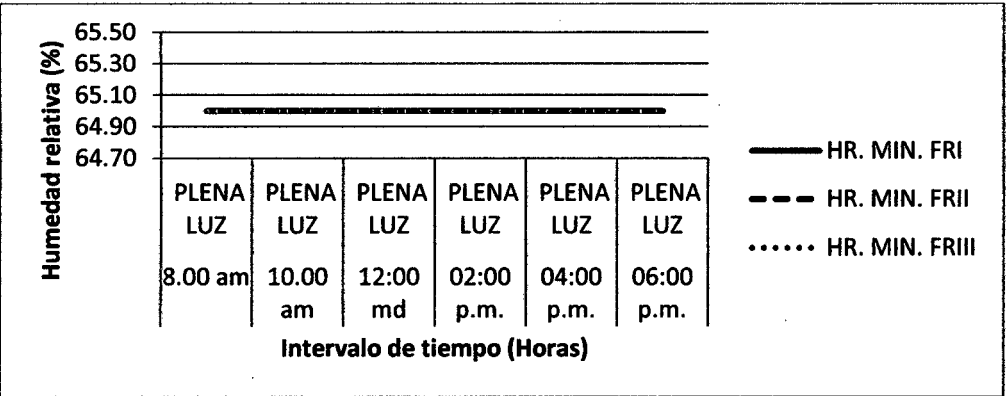 65.50
65.30
65.10
64.90
64.70
Humedad relativa (%)
PLENA LUZ PLENA LUZ PLENA LUZ PLENA LUZ PLENA LUZ PLENA LUZ
8.00 am 10.00 am 12:00 md 02:00 p.m. 04:00 p.m. 06:00 p.m.
Intervalo de tiempo (Horas)
HR. MIN. FRI
HR. MIN. FRII
HR. MIN. FRIII